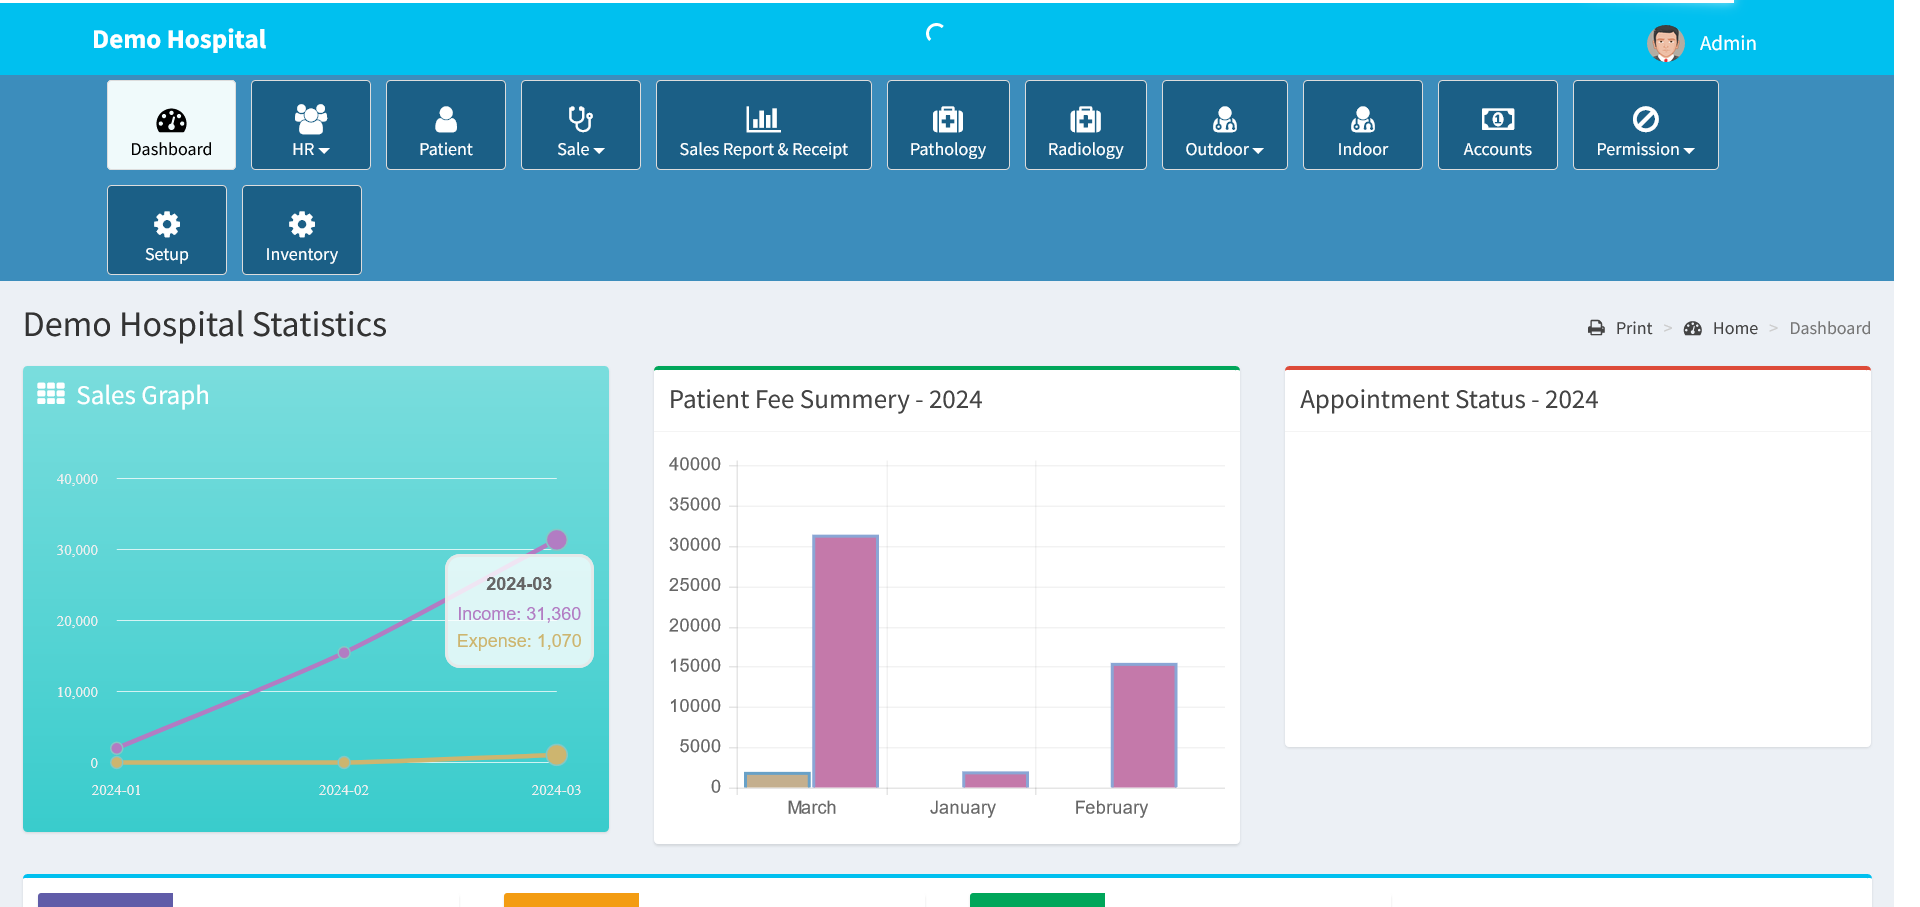 Demo Hospital
Admin
Dashboard
HR
Patient
Sale
Sales Report & Receipt
Pathology
Radiology
Outdoor
Indoor
Accounts
Permission
Setup
Inventory
Demo Hospital Statistics
Print > Home > Dashboard
Sales Graph
40,000
30,000
20,000
10,000
0
2024-01
2024-02
2024-03
2024-03
Income: 31,360
Expense: 1,070
Patient Fee Summery - 2024
40000
35000
30000
25000
20000
15000
10000
5000
0
March
January
February
Appointment Status - 2024